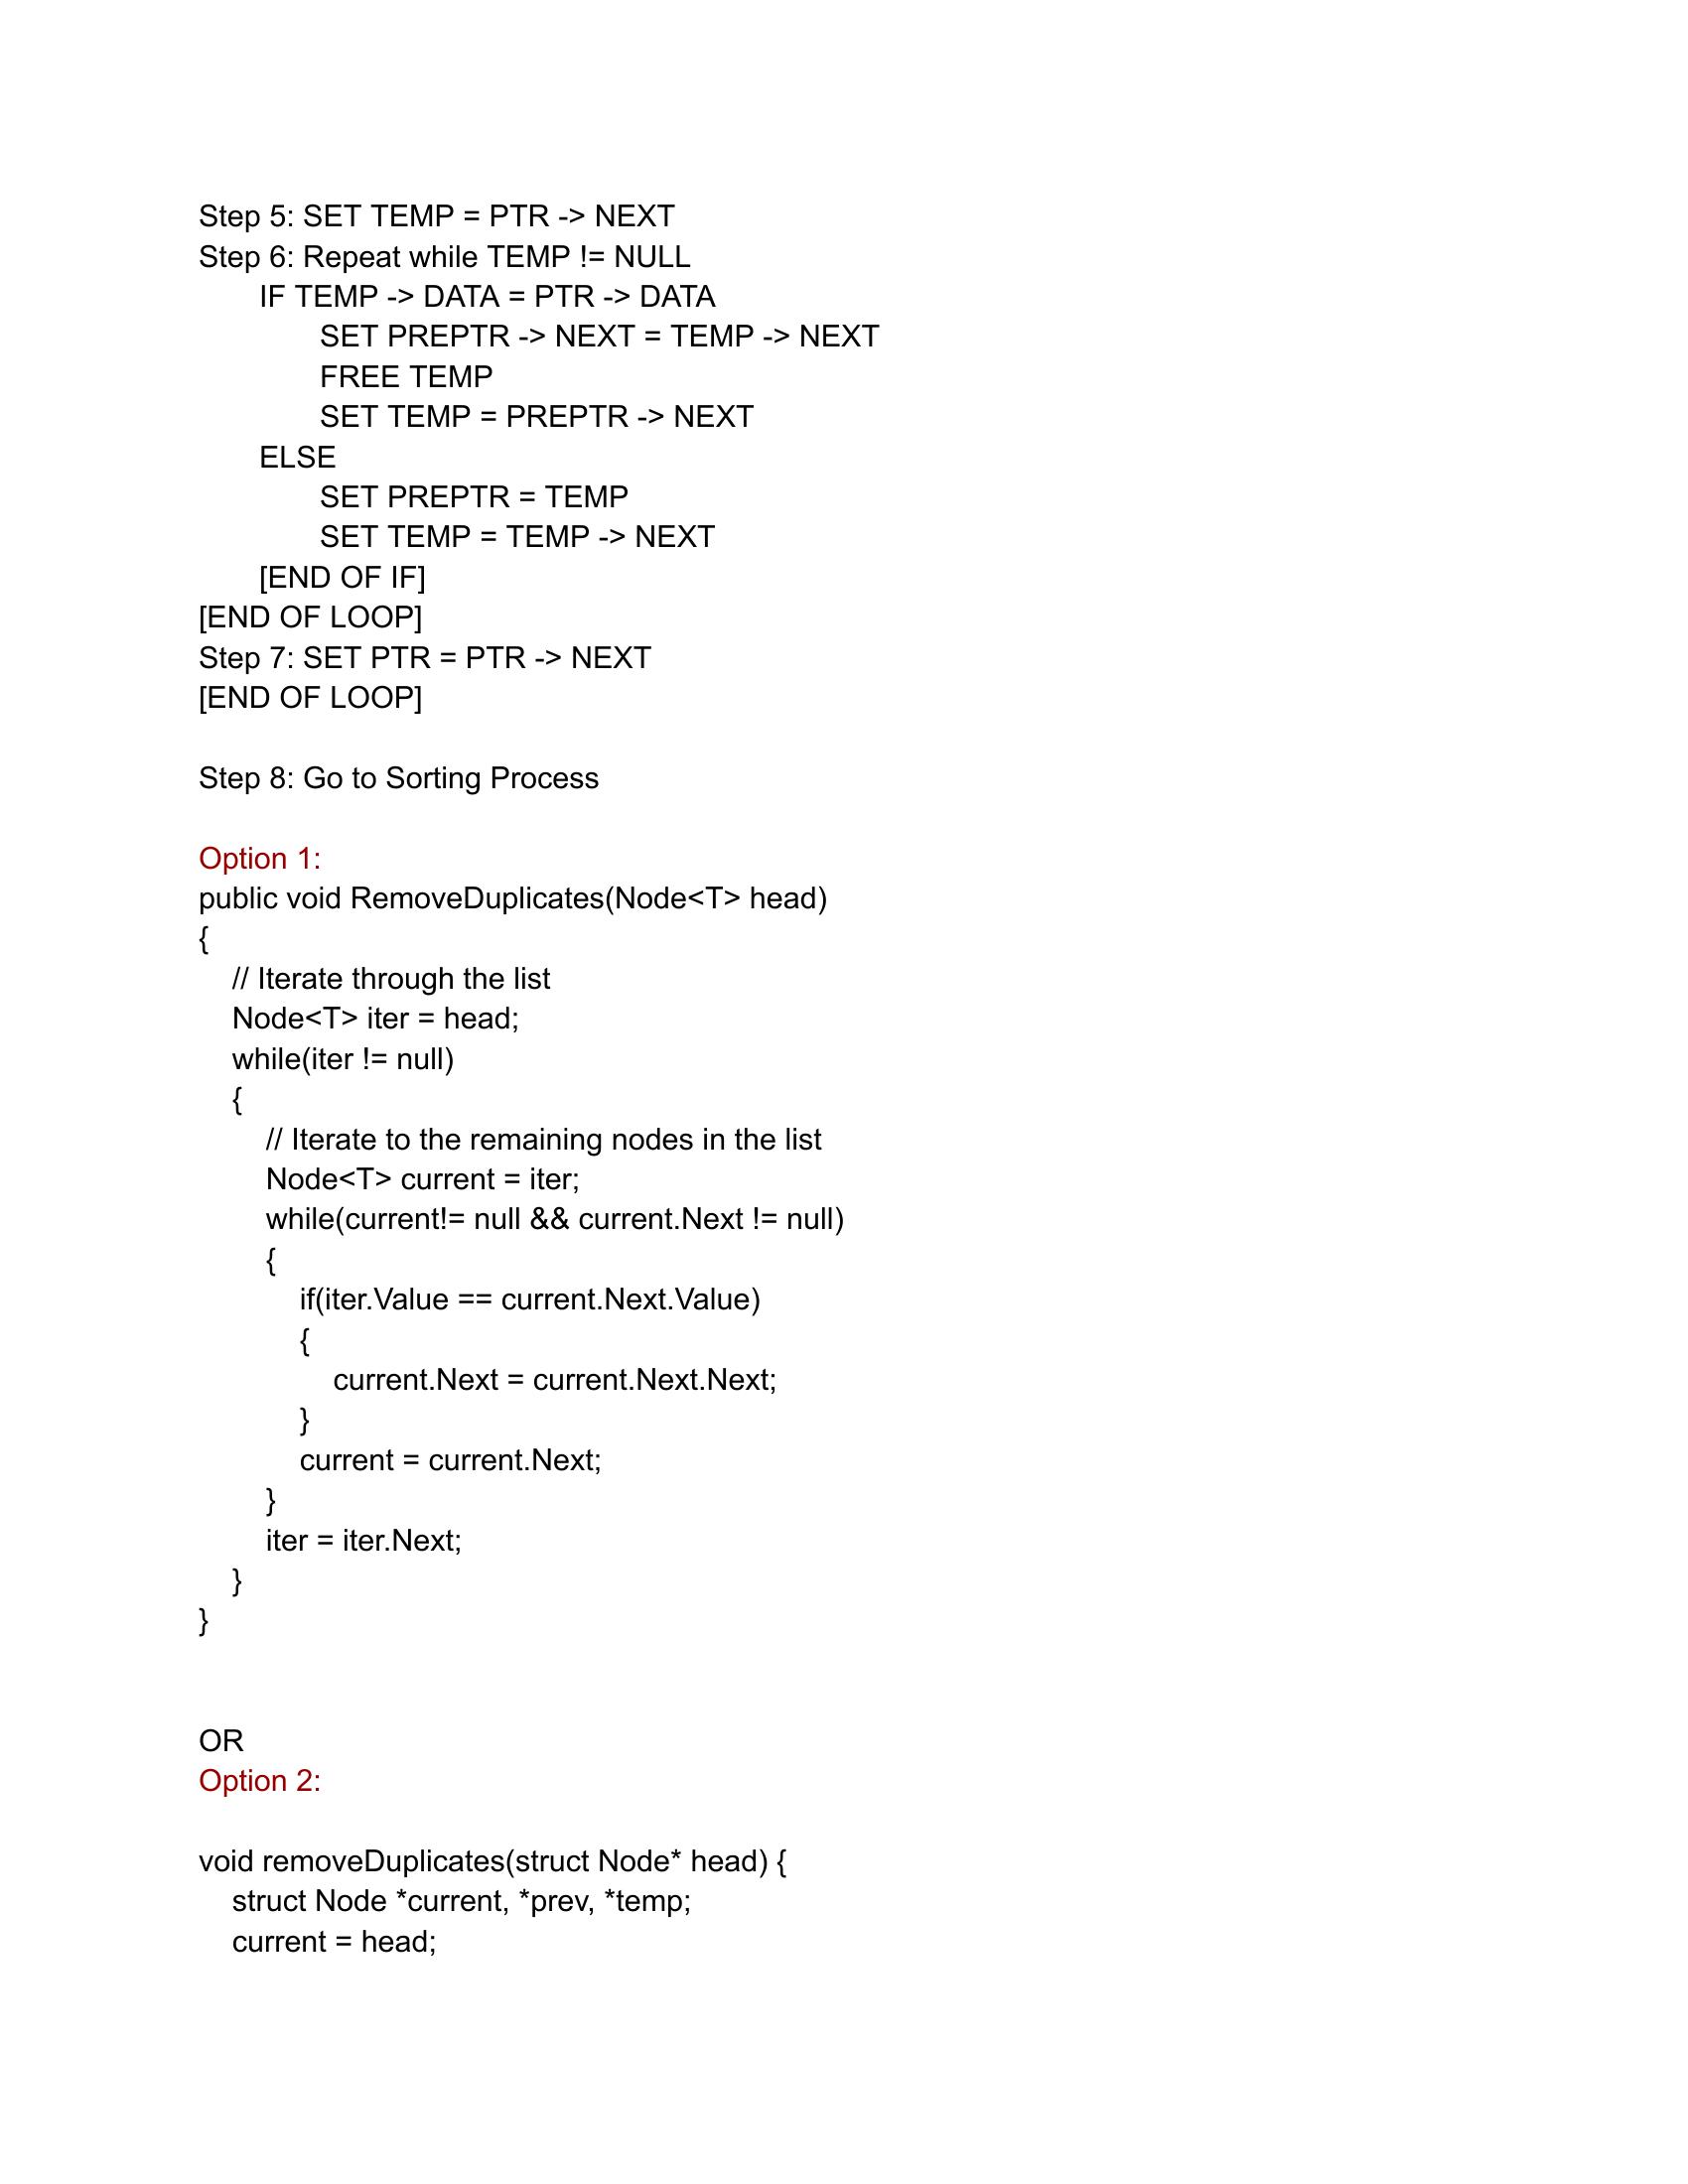 Step 5: SET TEMP = PTR -> NEXT
Step 6: Repeat while TEMP != NULL
IF TEMP -> DATA = PTR -> DATA
SET PREPTR -> NEXT = TEMP -> NEXT
FREE TEMP
SET TEMP = PREPTR -> NEXT
ELSE
SET PREPTR = TEMP
SET TEMP = TEMP -> NEXT
[END OF IF]
[END OF LOOP]
Step 7: SET PTR = PTR -> NEXT
[END OF LOOP]
Step 8: Go to Sorting Process
Option 1:
public void RemoveDuplicates(Node<T> head)
{
// Iterate through the list
Node<T> iter = head;
while(iter != null)
{
// Iterate to the remaining nodes in the list
Node<T> current = iter;
while(current!= null && current.Next != null)
{
if(iter.Value == current.Next.Value)
{
current.Next = current.Next.Next;
}
current = current.Next;
}
iter = iter.Next;
}
}
OR
Option 2:
void removeDuplicates(struct Node* head) {
struct Node *current, *prev, *temp;
current = head;